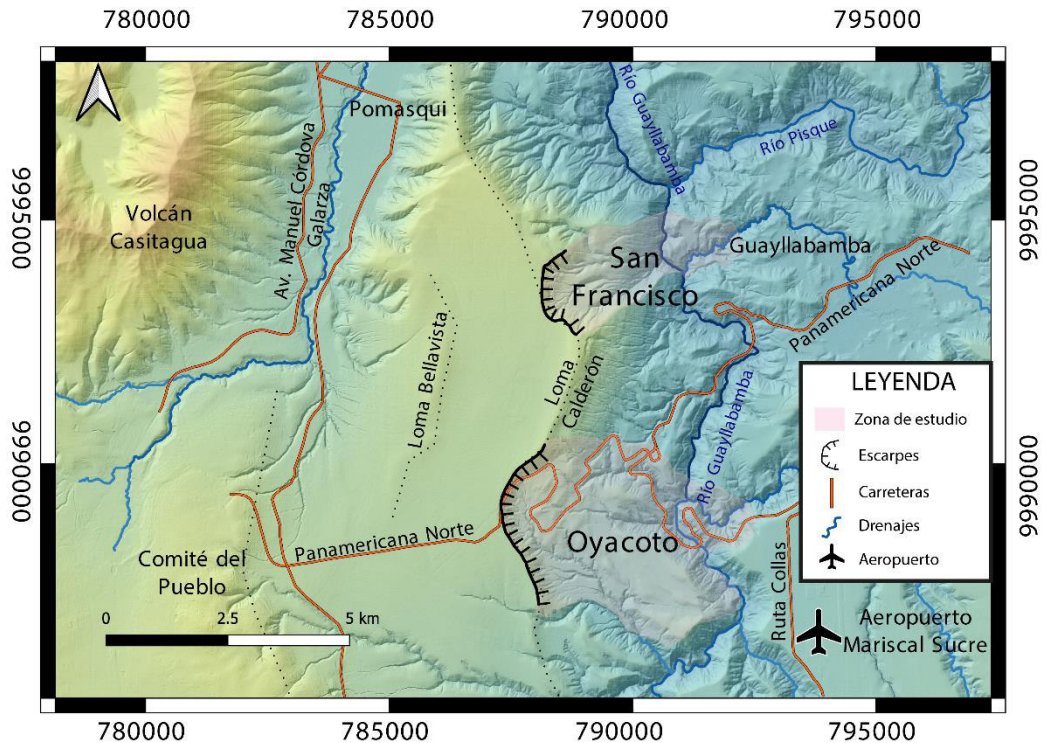 780000 785000 790000 795000
Pomasqui
Río Guayllabamba
Río Pisque
Av. Manuel Córdova
Galarza
Volcán
Casitagua
9995000
9995000
San
Francisco
Guayllabamba
Panamericana Norte
Loma Bellavista
Loma
Calderón
Río Guayllabamba
LEYENDA
Zona de estudio
Escarpes
Carreteras
Drenajes
Aeropuerto
9990000
9990000
Oyacoto
Panamericana Norte
Comité del
Pueblo
0 2.5 5 km
Ruta Collas
Aeropuerto
Mariscal Sucre
780000 785000 790000 795000